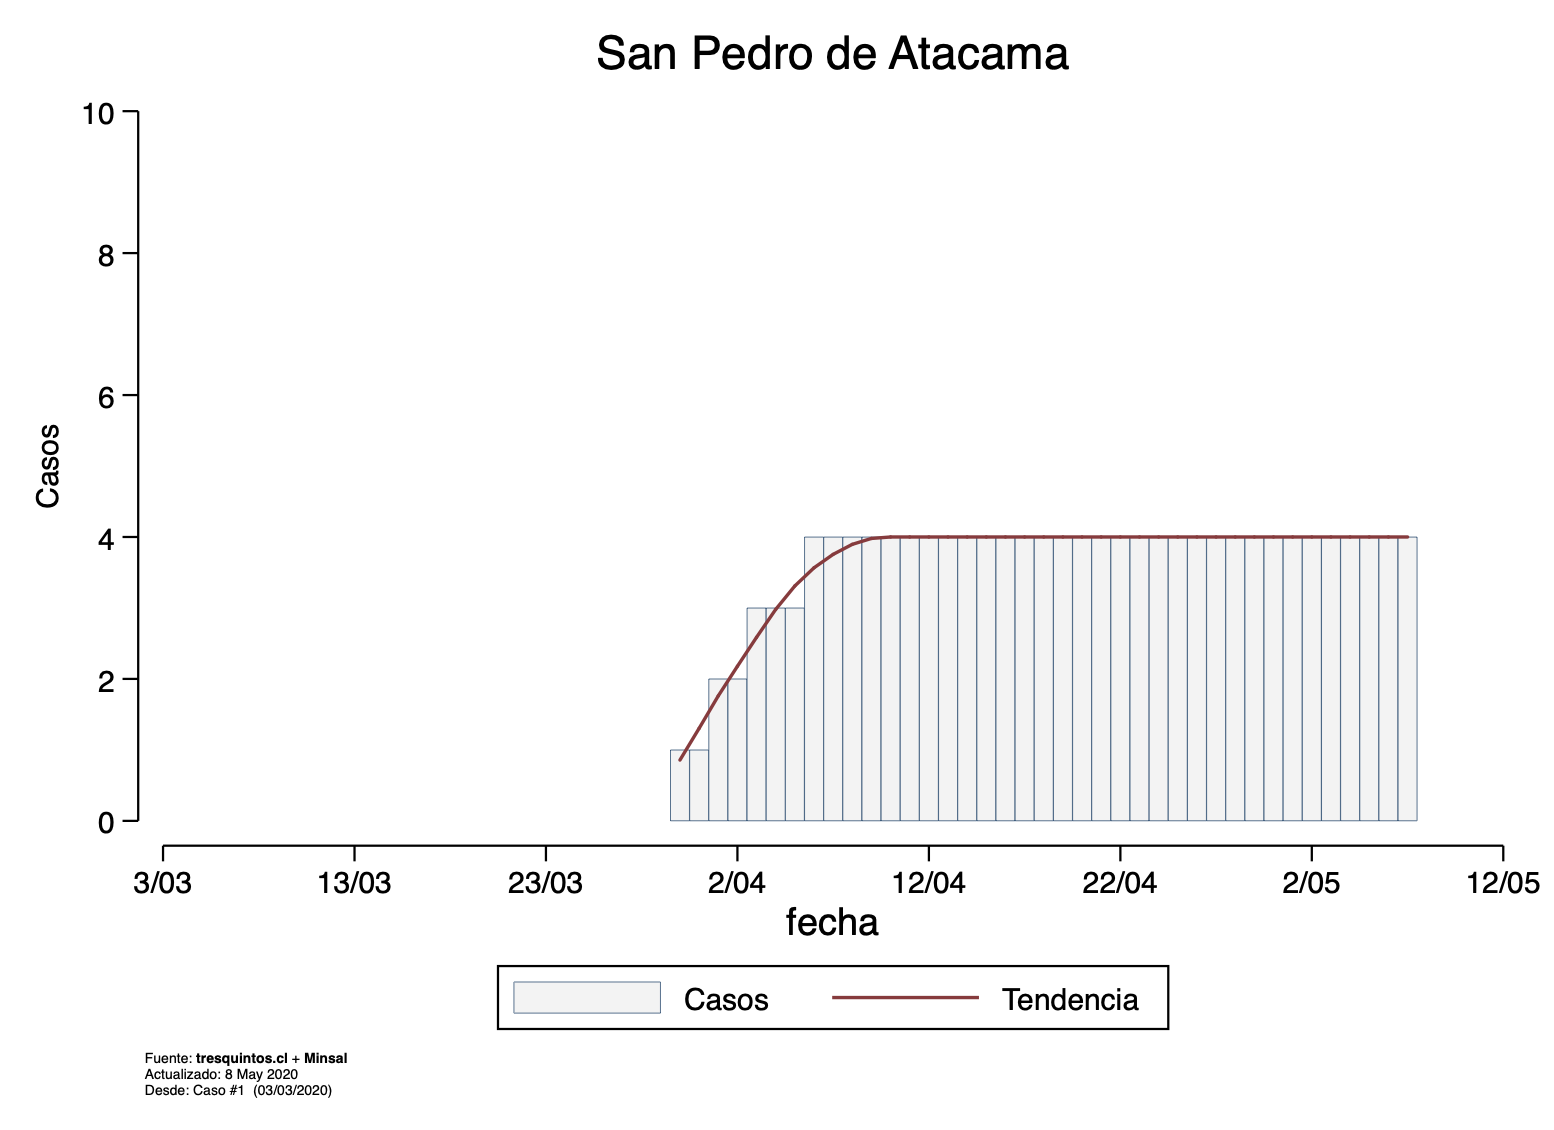 San Pedro de Atacama
10
8
6
4
2
0
Casos
3/03 13/03 23/03 2/04 12/04 22/04 2/05 12/05
fecha
Casos Tendencia
Fuente: tresquintos.cl + Minsal
Actualizado: 8 May 2020
Desde: Caso #1 (03/03/2020)